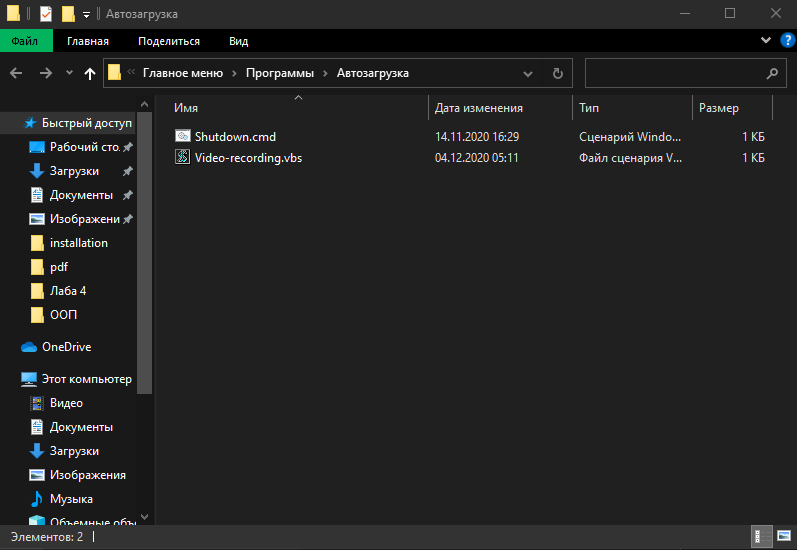 Автозагрузка
Файл Главная Поделиться Вид
Главное меню Программы Автозагрузка
Имя Дата изменения Тип Размер
Быстрый доступ
Рабочий сто.
Загрузки
Документы
Изображени
installation
pdf
Лаба 4
ООП
OneDrive
Этот компьютер
Видео
Документы
Загрузки
Изображения
Музыка
Объемные объ
Shutdown.cmd 14.11.2020 16:29 Сценарий Windo... 1 КБ
Video-recording.vbs 04.12.2020 05:11 Файл сценария V... 1 КБ
Элементов: 2